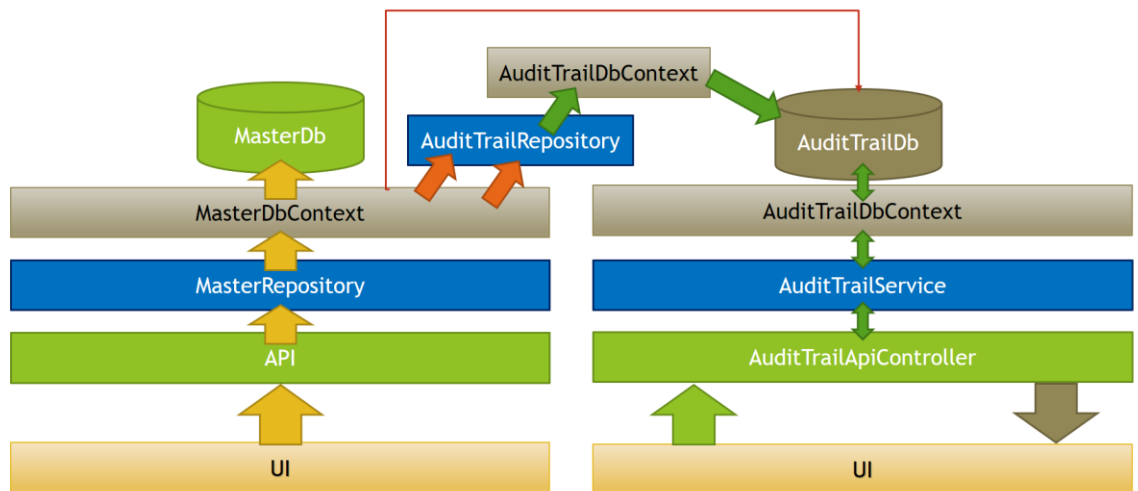 AuditTrailDbContext
MasterDb
AuditTrailRepository
AuditTrailDb
MasterDbContext
AuditTrailDbContext
MasterRepository
AuditTrailService
API
AuditTrailApiController
UI
UI